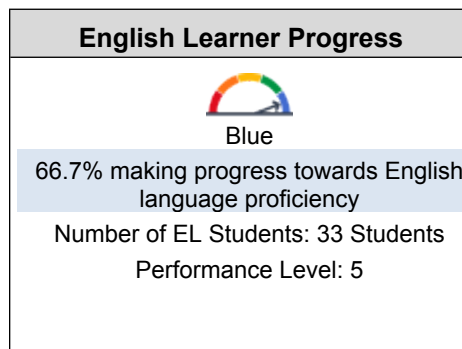 English Learner Progress
Blue
66.7% making progress towards English
language proficiency
Number of EL Students: 33 Students
Performance Level: 5